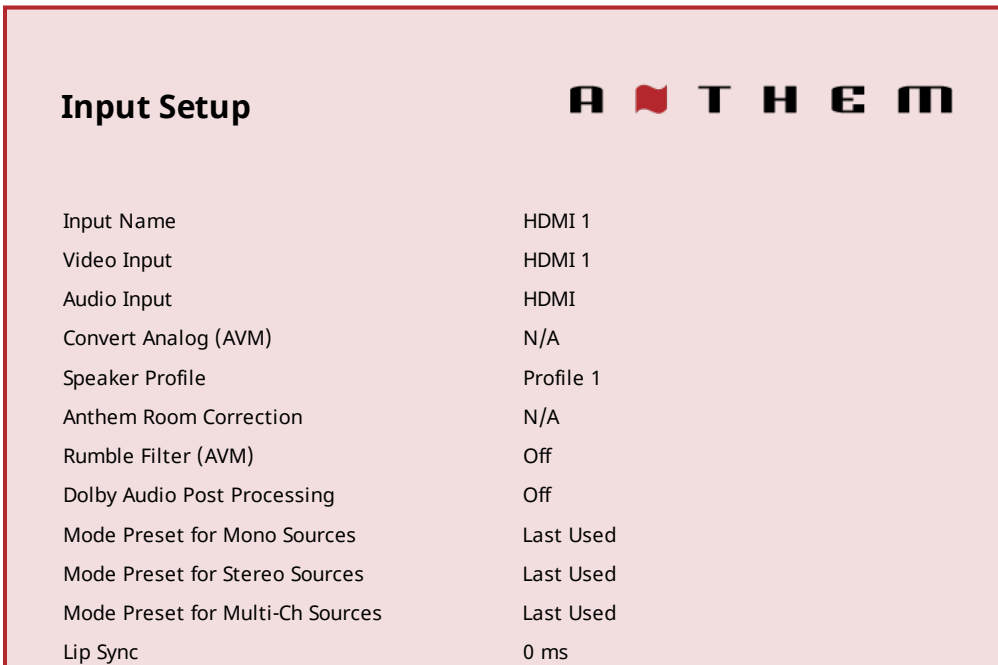 Input Setup
ANTHEM
Input Name HDMI 1
Video Input HDMI 1
Audio Input HDMI
Convert Analog (AVM) N/A
Speaker Profile Profile 1
Anthem Room Correction N/A
Rumble Filter (AVM) Off
Dolby Audio Post Processing Off
Mode Preset for Mono Sources Last Used
Mode Preset for Stereo Sources Last Used
Mode Preset for Multi-Ch Sources Last Used
Lip Sync 0 ms